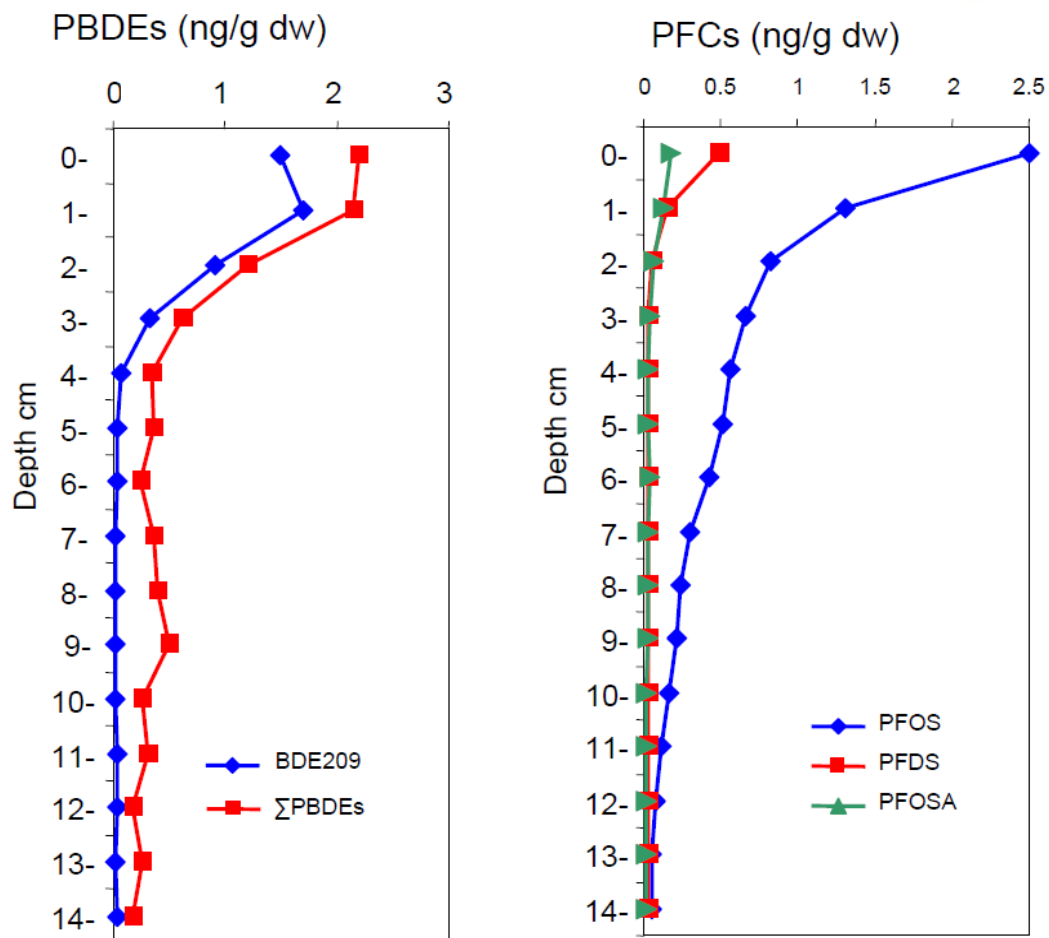 PBDEs (ng/g dw)
0 1 2 3
0-
1-
2-
3-
4-
5-
6-
7-
8-
9-
10-
11-
12-
13-
14-
Depth cm
BDE209
∑PBDEs
PFCs (ng/g dw)
0 0.5 1 1.5 2 2.5
0-
1-
2-
3-
4-
5-
6-
7-
8-
9-
10-
11-
12-
13-
14-
Depth cm
PFOS
PFDS
PFOSA